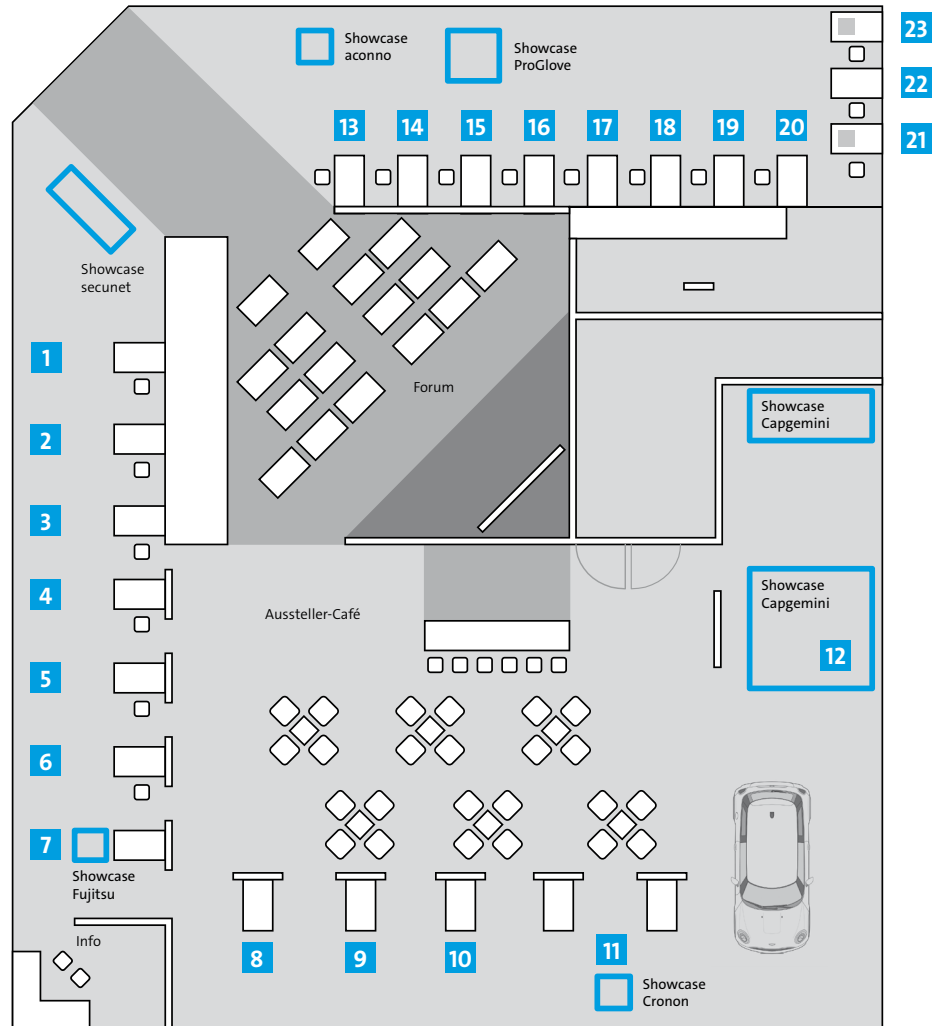 Showcase
aconno
Showcase
ProGlove
23
22
21
13 14 15 16 17 18 19 20
Showcase
secunet
1
2
3
4
5
6
7
Forum
Showcase
Capgemini
Aussteller-Café
Showcase
Capgemini
12
Showcase
Fujitsu
Info
8 9 10 11
Showcase
Cronon